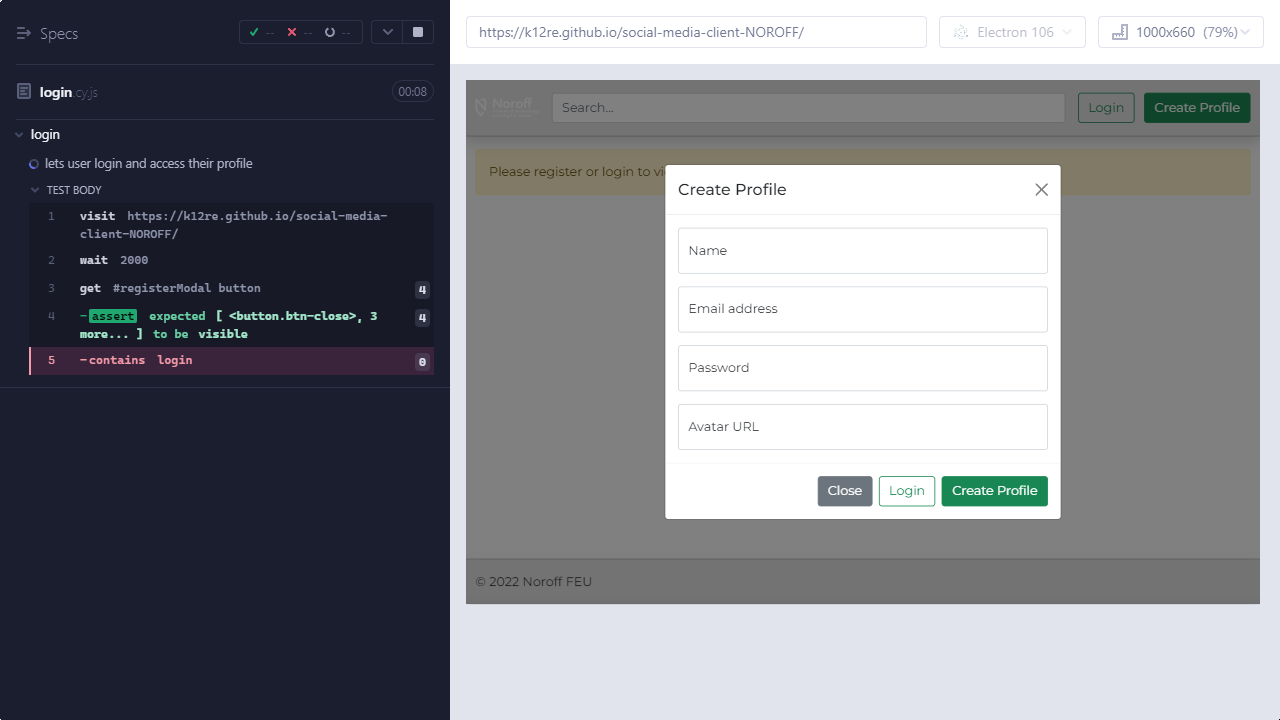 Specs
-- -- --
https://k12re.github.io/social-media-client-NOROFF/
Electron 106
1000x660 (79%)
login.cy.js
00:08
login
lets user login and access their profile
TEST BODY
1 visit https://k12re.github.io/social-media-
client-NOROFF/
2 wait 2000
3 get #registerModal button 4
4 -assert expected [ <button.btn-close>, 3 4
more... ] to be visible
5 -contains login 0
Noroff
Search...
Login
Create Profile
Please register or login to vi
Create Profile
Name
Email address
Password
Avatar URL
Close
Login
Create Profile
© 2022 Noroff FEU